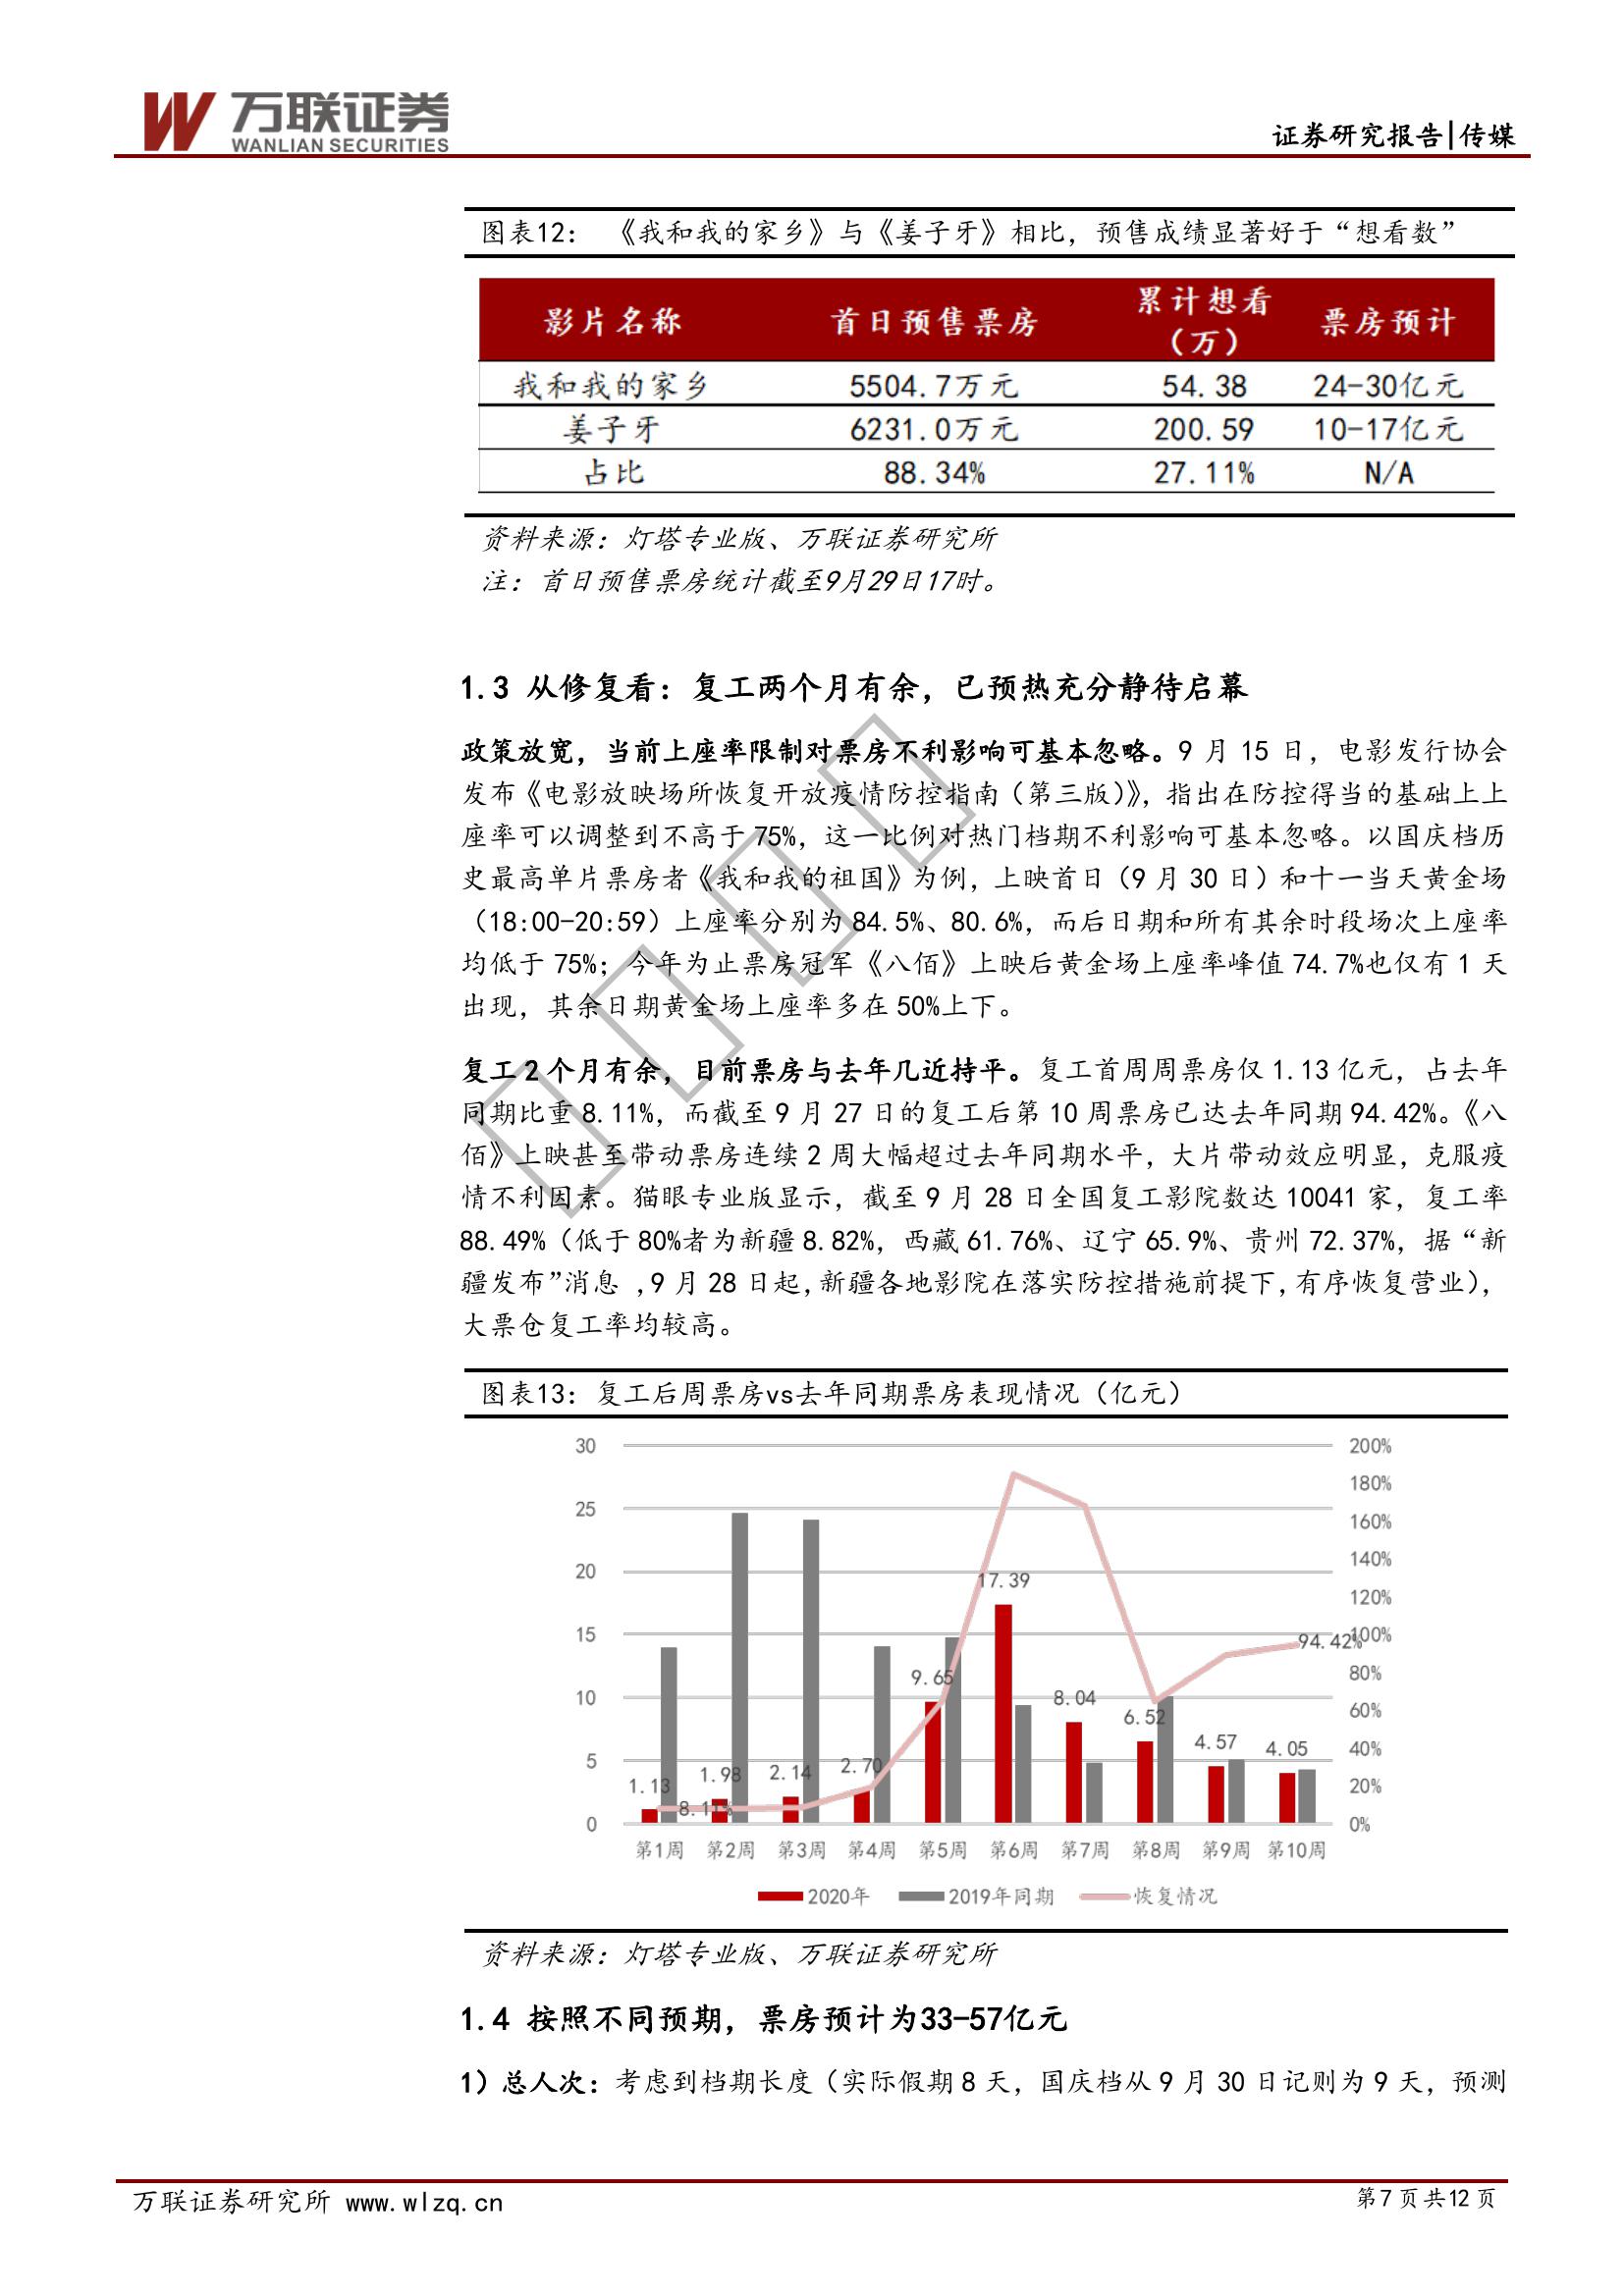 万联证券
WANLIAN SECURITIES
证券研究报告|传媒
图表12： 《我和我的家乡》与《姜子牙》相比，预售成绩显著好于“想看数”
影片名称 首日预售票房 累计想看（万） 票房预计
我和我的家乡 5504.7万元 54.38 24-30亿元
姜子牙 6231.0万元 200.59 10-17亿元
占比 88.34% 27.11% N/A
资料来源：灯塔专业版、万联证券研究所
注：首日预售票房统计截至9月29日17时。
1.3 从修复看：复工两个月有余，已预热充分静待启幕
政策放宽，当前上座率限制对票房不利影响可基本忽略。9 月 15 日，电影发行协会
发布《电影放映场所恢复开放疫情防控指南（第三版）》，指出在防控得当的基础上上
座率可以调整到不高于 75%，这一比例对热门档期不利影响可基本忽略。以国庆档历
史最高单片票房者《我和我的祖国》为例，上映首日（9 月 30 日）和十一当天黄金场
（18:00-20:59）上座率分别为 84.5%、80.6%，而后日期和所有其余时段场次上座率
均低于 75%；今年为止票房冠军《八佰》上映后黄金场上座率峰值 74.7%也仅有 1 天
出现，其余日期黄金场上座率多在 50%上下。
复工 2 个月有余，目前票房与去年几近持平。复工首周周票房仅 1.13 亿元，占去年
同期比重 8.11%，而截至 9 月 27 日的复工后第 10 周票房已达去年同期 94.42%。《八
佰》上映甚至带动票房连续 2 周大幅超过去年同期水平，大片带动效应明显，克服疫
情不利因素。猫眼专业版显示，截至 9 月 28 日全国复工影院数达 10041 家，复工率
88.49%（低于 80%者为新疆 8.82%，西藏 61.76%、辽宁 65.9%、贵州 72.37%，据“新
疆发布”消息 ,9 月 28 日起,新疆各地影院在落实防控措施前提下,有序恢复营业），
大票仓复工率均较高。
图表13：复工后周票房vs去年同期票房表现情况（亿元）
30 200%
180%
25
160%
20 140%
17.39
120%
15 94.42% 100%
9.65 80%
10 8.04 60%
6.52
4.57 4.05 40%
5 1.13 1.98 2.14 2.70
20%
8.11%
0 0%
第1周 第2周 第3周 第4周 第5周 第6周 第7周 第8周 第9周 第10周
2020年 2019年同期 恢复情况
资料来源：灯塔专业版、万联证券研究所
1.4 按照不同预期，票房预计为33-57亿元
1）总人次：考虑到档期长度（实际假期 8 天，国庆档从 9 月 30 日记则为 9 天，预测
万联证券研究所 www.wlzq.cn 第 7 页 共 12 页